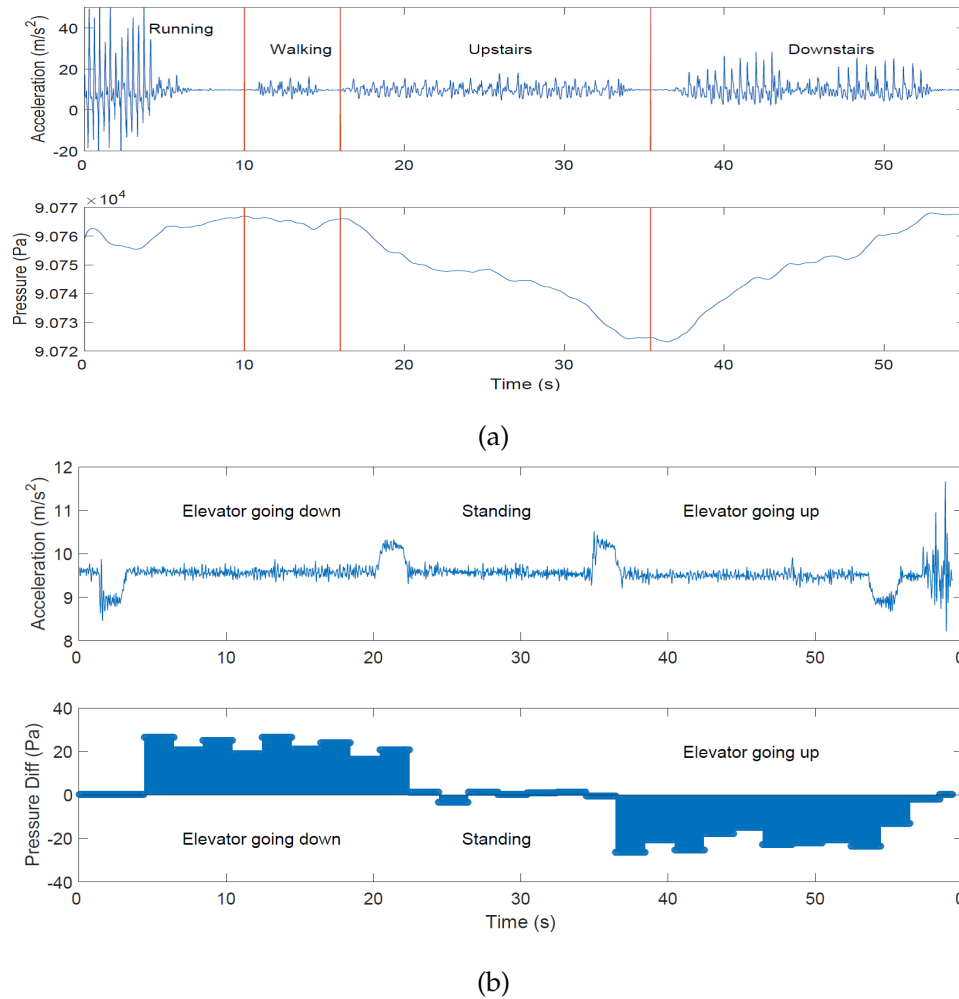 Running
Walking
Upstairs
Downstairs
Acceleration (m/s²)
40
20
0
-20
0
10
20
30
40
50
× 10⁴
9.077
9.076
9.075
9.074
9.073
9.072
Pressure (Pa)
0
10
20
30
40
50
Time (s)
(a)
12
11
10
9
8
Acceleration (m/s²)
Elevator going down
Standing
Elevator going up
0
10
20
30
40
50
40
20
0
-20
-40
Pressure Diff (Pa)
Elevator going up
Elevator going down
Standing
0
10
20
30
40
50
Time (s)
(b)